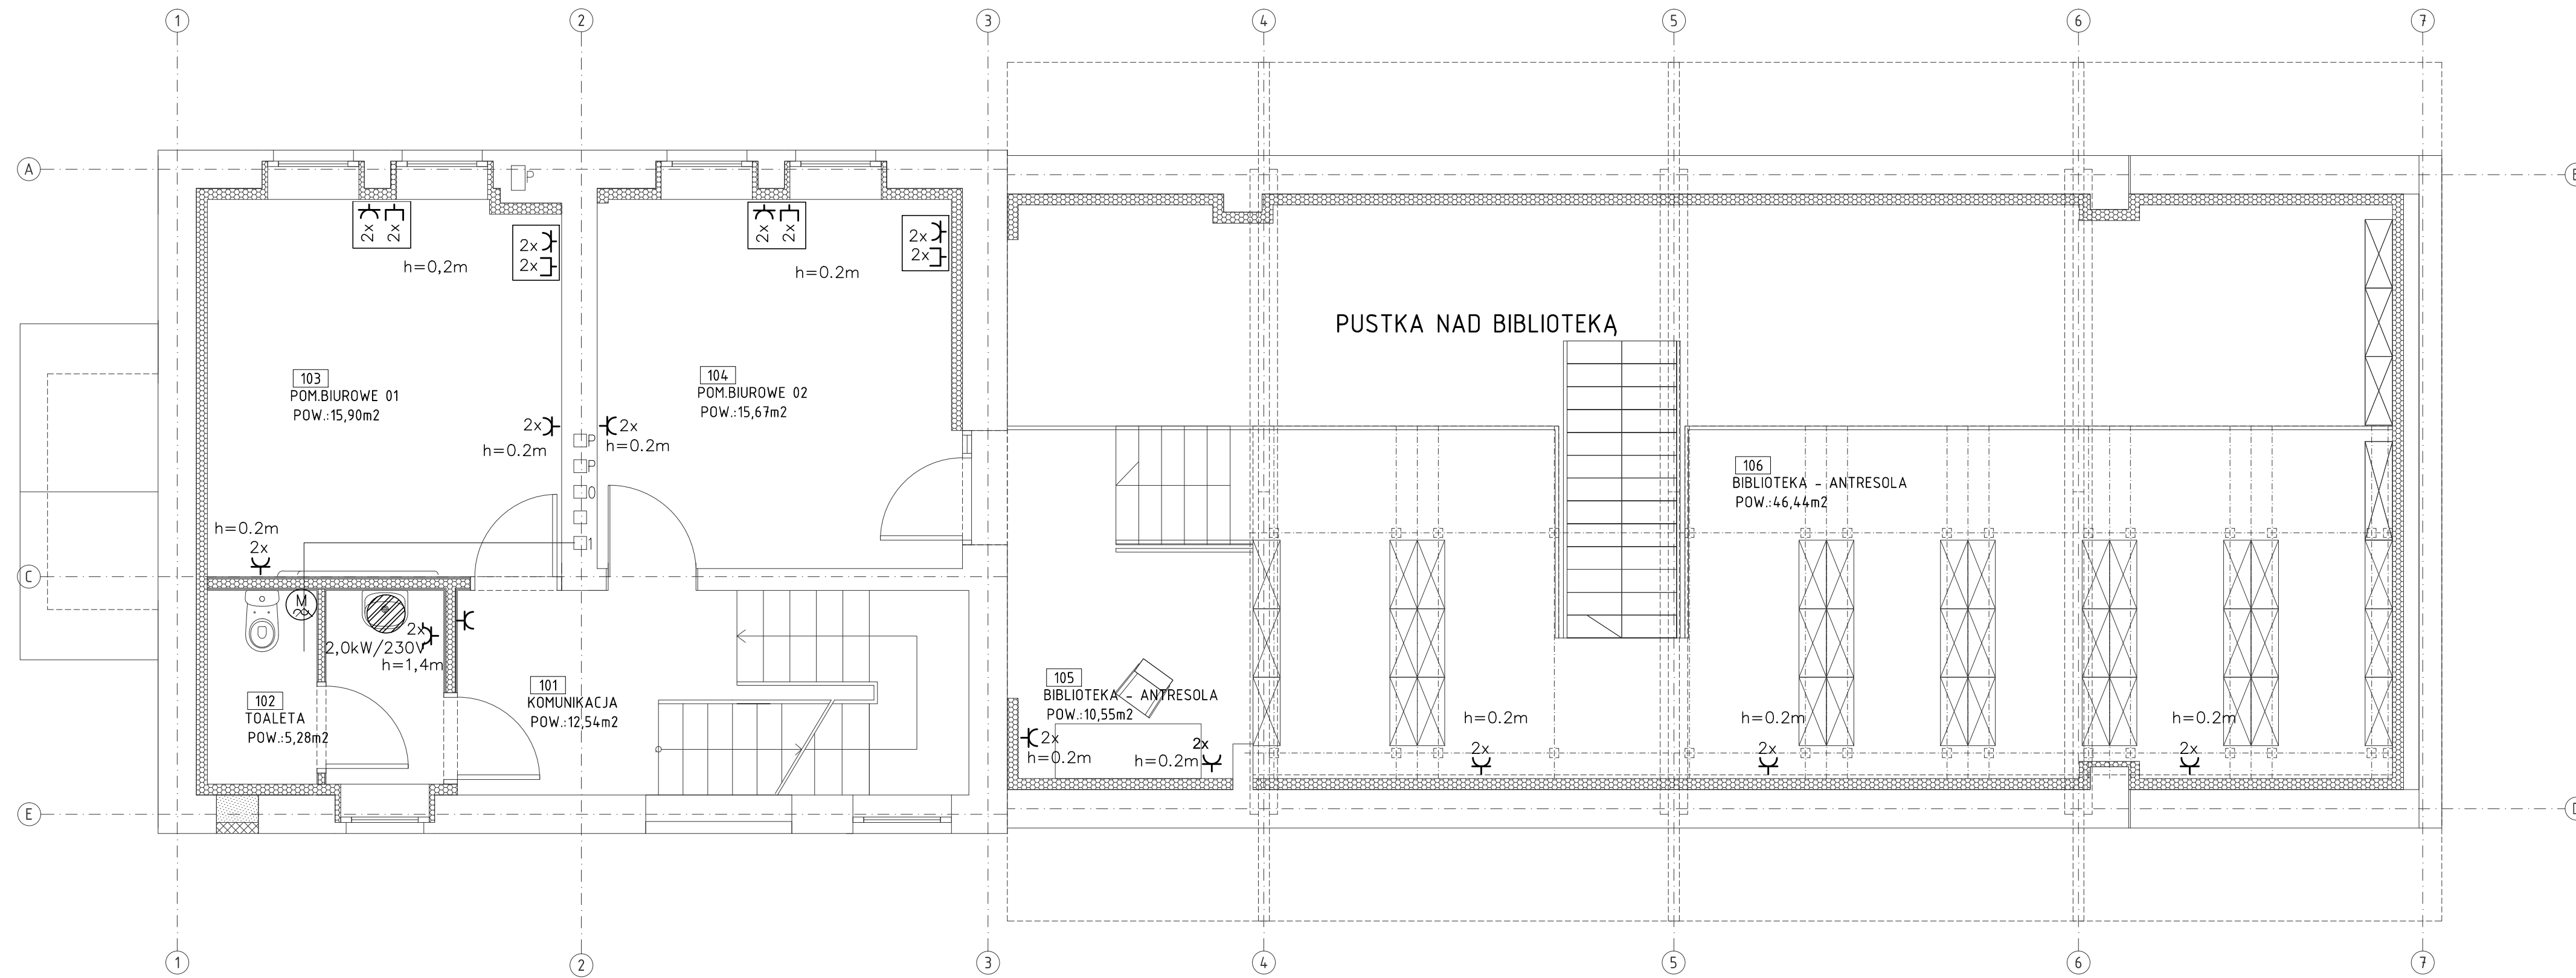 1 2 3 4 5 6 7
A
P
2x 2x
2x
2x
h=0,2m
2x 2x
2x
2x
h=0.2m
PUSTKA NAD BIBLIOTEKĄ
103
POM.BIUROWE 01
POW.:15,90m2
104
POM.BIUROWE 02
POW.:15,67m2
2x
h=0.2m
2x
h=0.2m
P
P
O
1
106
BIBLIOTEKA - ANTRESOLA
POW.:46,44m2
h=0.2m
2x
C
M
2x
2,0kW/230V
h=1,4m
102
TOALETA
POW.:5,28m2
101
KOMUNIKACJA
POW.:12,54m2
105
BIBLIOTEKA - ANTRESOLA
POW.:10,55m2
2x
h=0.2m
2x
h=0.2m
h=0.2m
2x
h=0.2m
2x
h=0.2m
2x
E
1 2 3 4 5 6 7